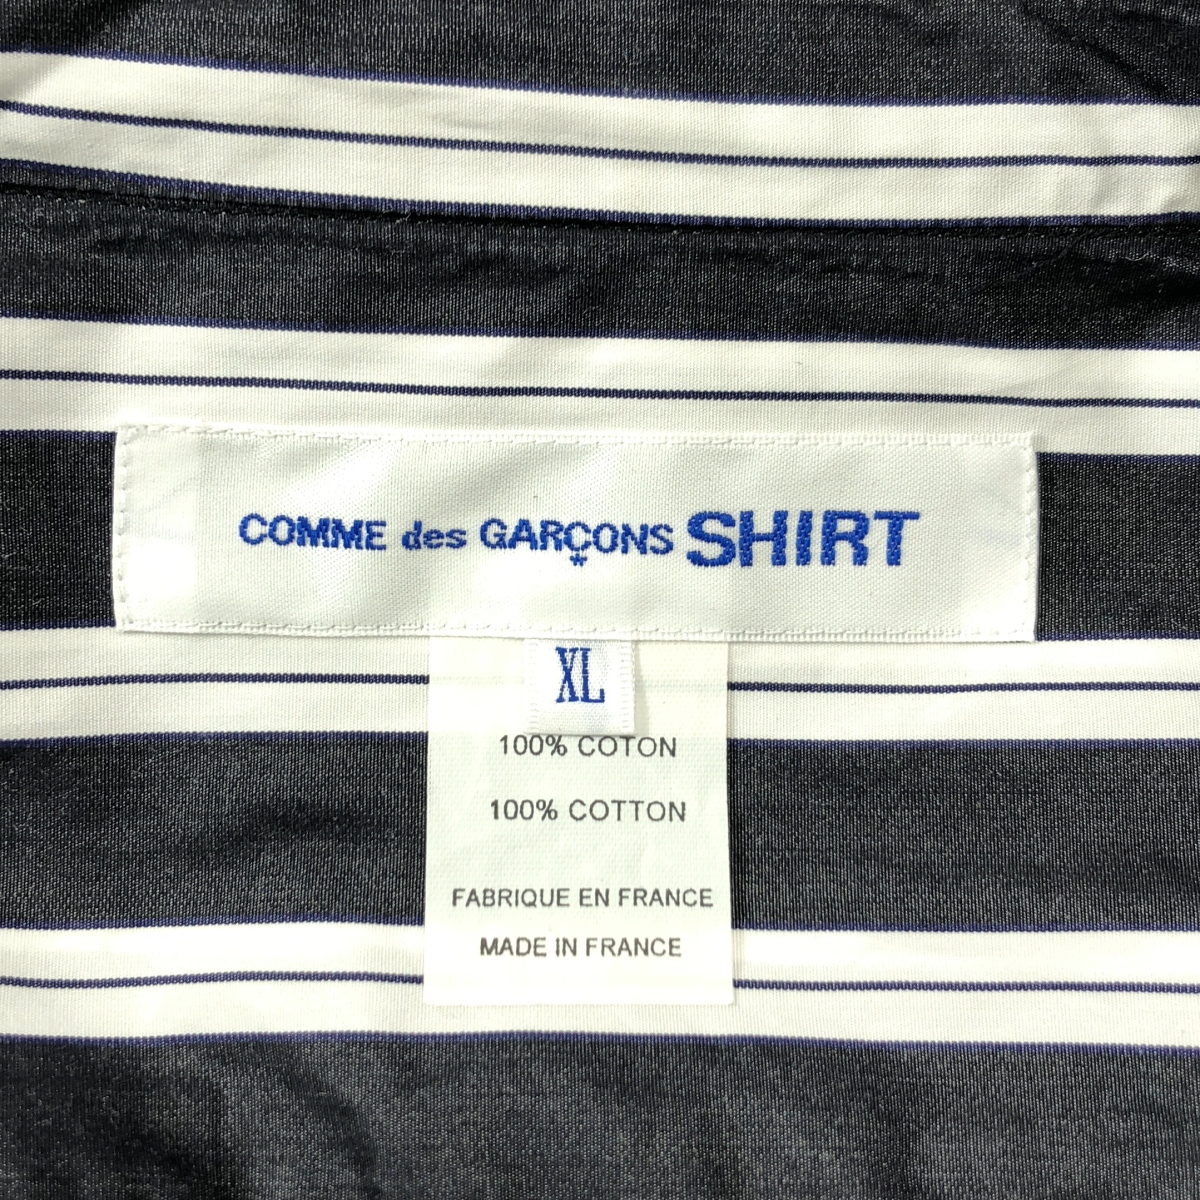 COMME des GARÇONS SHIRT
XL
100% COTON
100% COTTON
FABRIQUE EN FRANCE
MADE IN FRANCE